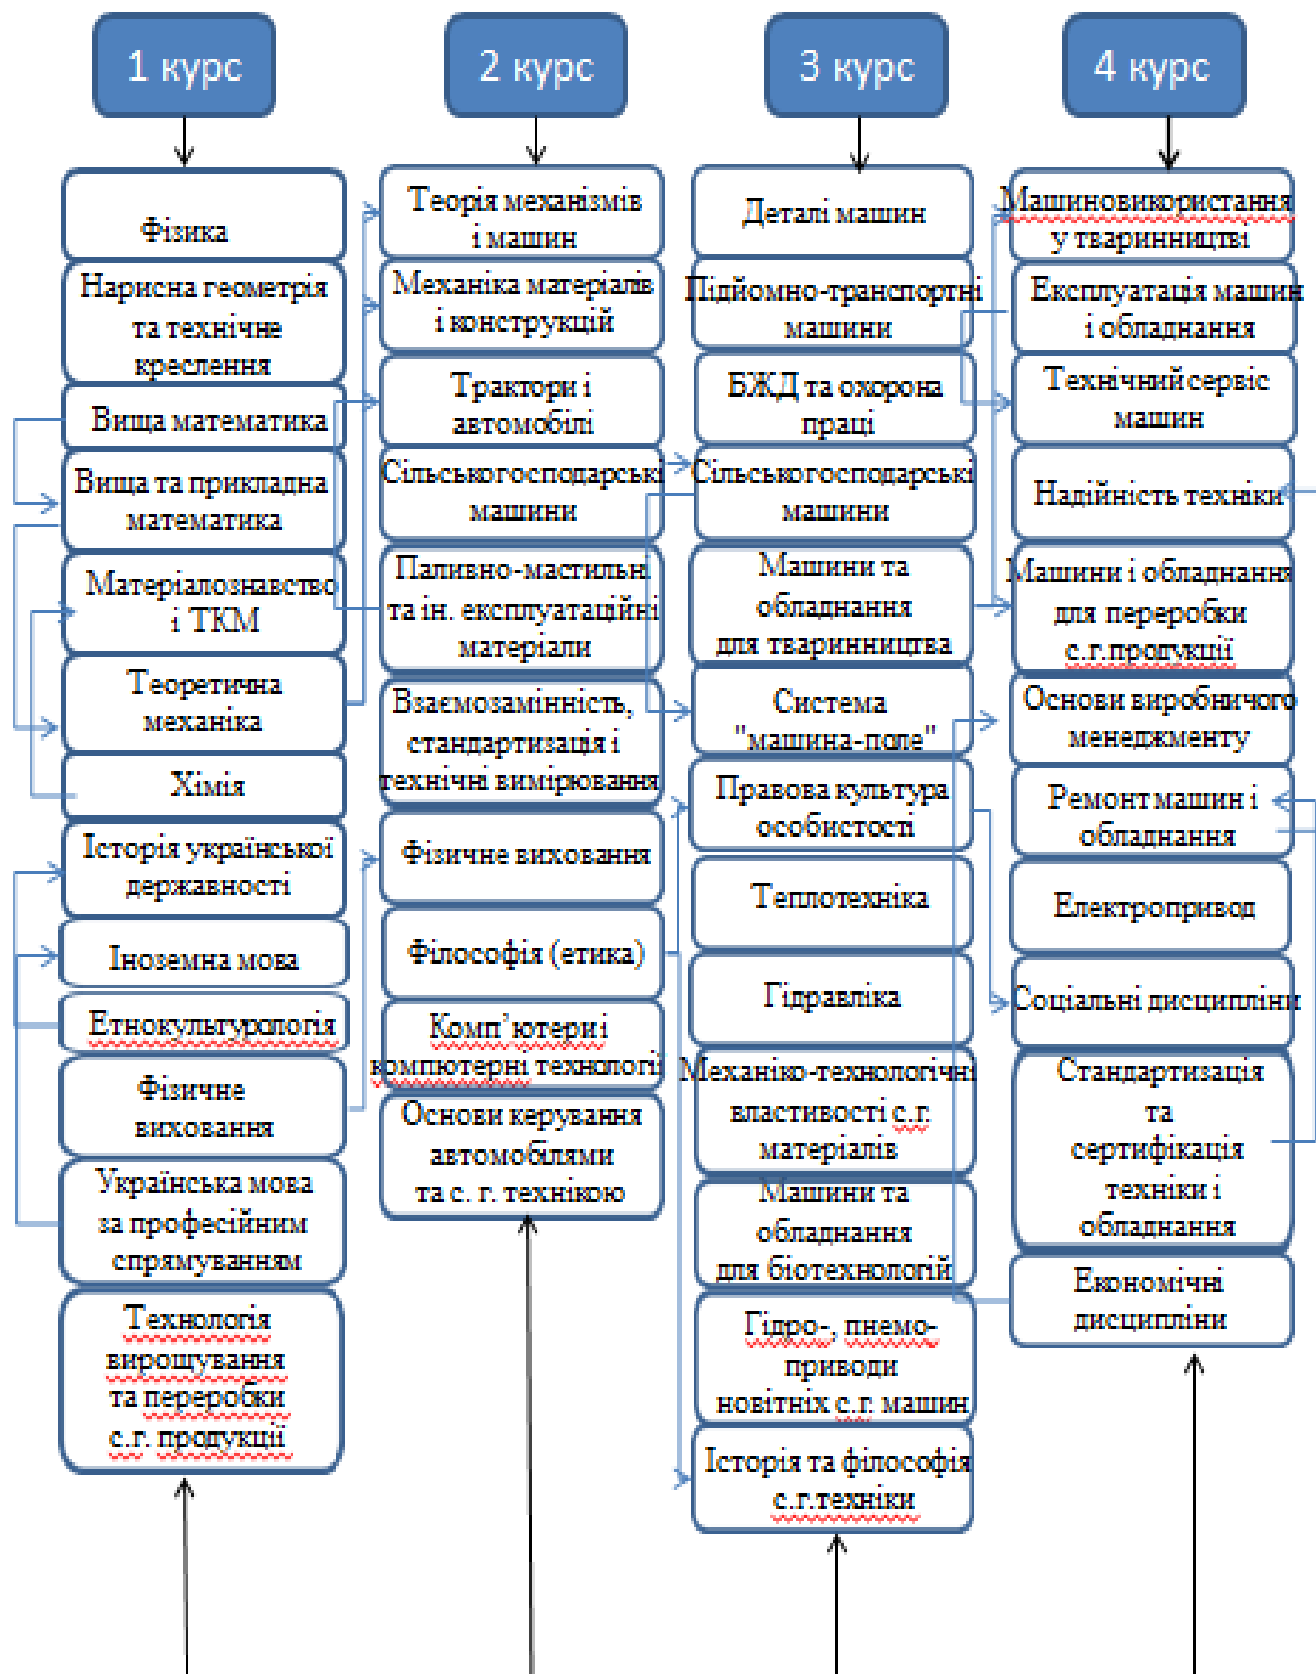 1 курс
2 курс
3 курс
4 курс
Фізика
Нарисна геометрія
та технічне
креслення
Вища математика
Вища та прикладна
математика
Матеріалознавство
і ТКМ
Теоретична
механіка
Хімія
Історія української
державності
Іноземна мова
Етнокультурологія
Фізичне
виховання
Українська мова
за професійним
спрямуванням
Технологія
вирощування
та переробки
с.г. продукції
Теорія механізмів
і машин
Механіка матеріалів
і конструкцій
Трактори і
автомобілі
Сільськогосподарські
машини
Паливно-мастильні
та ін. експлуатаційні
матеріали
Взаємозамінність,
стандартизація і
технічні вимірювання
Фізичне виховання
Філософія (етика)
Комп’ютери і
компютерні технології
Основи керування
автомобілями
та с. г. технікою
Деталі машин
Підйомно-транспортні
машини
БЖД та охорона
праці
Сільськогосподарські
машини
Машини та
обладнання
для тваринництва
Система
"машина-поле"
Правова культура
особистості
Теплотехніка
Гідравліка
Механіко-технологічні
властивості с.г.
матеріалів
Машини та
обладнання
для біотехнологій
Гідро-, пнемо-
приводи
новітніх с.г. машин
Історія та філософія
с.г.техніки
Машиновикористання
у тваринництві
Експлуатація машин
і обладнання
Технічний сервіс
машин
Надійність техніки
Машини і обладнання
для переробки
с.г.продукції
Основи виробничого
менеджменту
Ремонт машин і
обладнання
Електропривод
Соціальні дисципліни
Стандартизація
та
сертифікація
техніки і
обладнання
Економічні
дисципліни